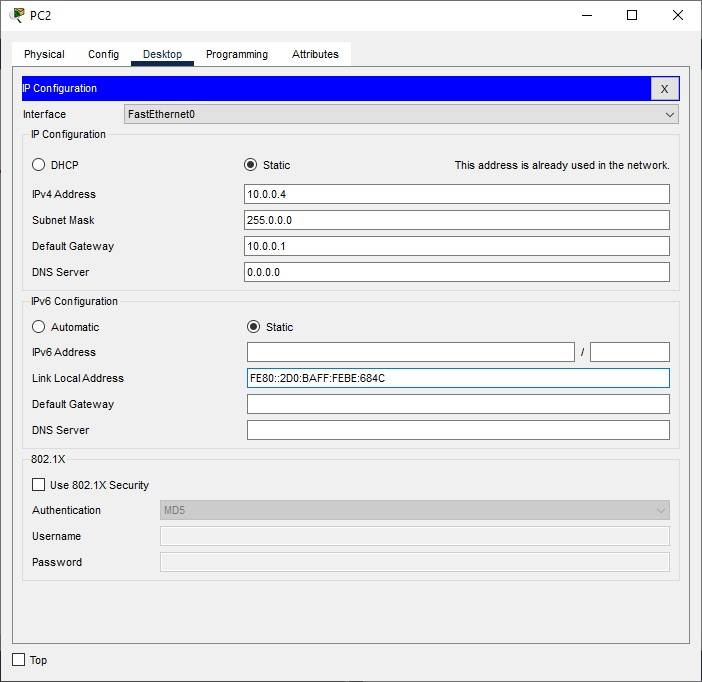 PC2
Physical Config Desktop Programming Attributes
IP Configuration X
Interface FastEthernet0
IP Configuration
DHCP Static This address is already used in the network.
IPv4 Address 10.0.0.4
Subnet Mask 255.0.0.0
Default Gateway 10.0.0.1
DNS Server 0.0.0.0
IPv6 Configuration
Automatic Static
IPv6 Address /
Link Local Address FE80::2D0:BAFF:FEBE:684C
Default Gateway
DNS Server
802.1X
Use 802.1X Security
Authentication MD5
Username
Password
Top